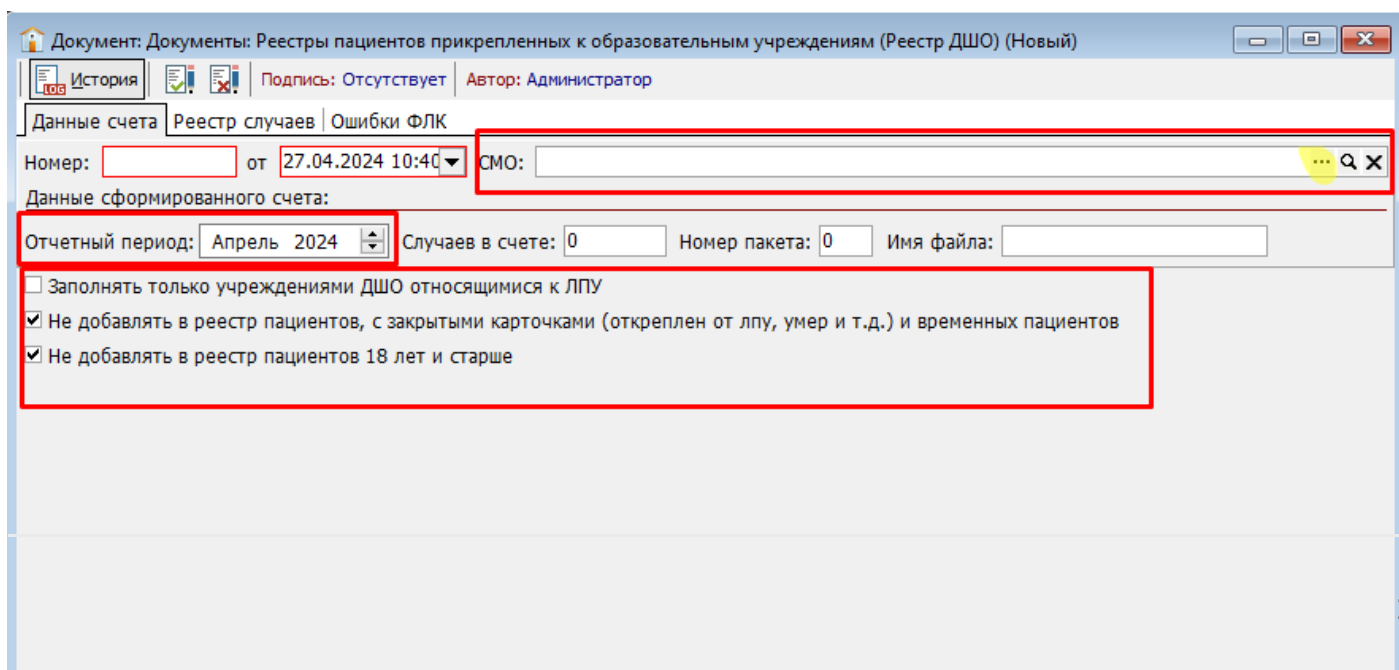 Документ: Документы: Реестры пациентов прикрепленных к образовательным учреждениям (Реестр ДШО) (Новый)
LOG История Подпись: Отсутствует Автор: Администратор
Данные счета Реестр случаев Ошибки ФЛК
Номер: от 27.04.2024 10:40 СМО: ...
Данные сформированного счета:
Отчетный период: Апрель 2024 Случаев в счете: 0 Номер пакета: 0 Имя файла:
Заполнять только учреждениями ДШО относящимися к ЛПУ
Не добавлять в реестр пациентов, с закрытыми карточками (откреплен от лпу, умер и т.д.) и временных пациентов
Не добавлять в реестр пациентов 18 лет и старше